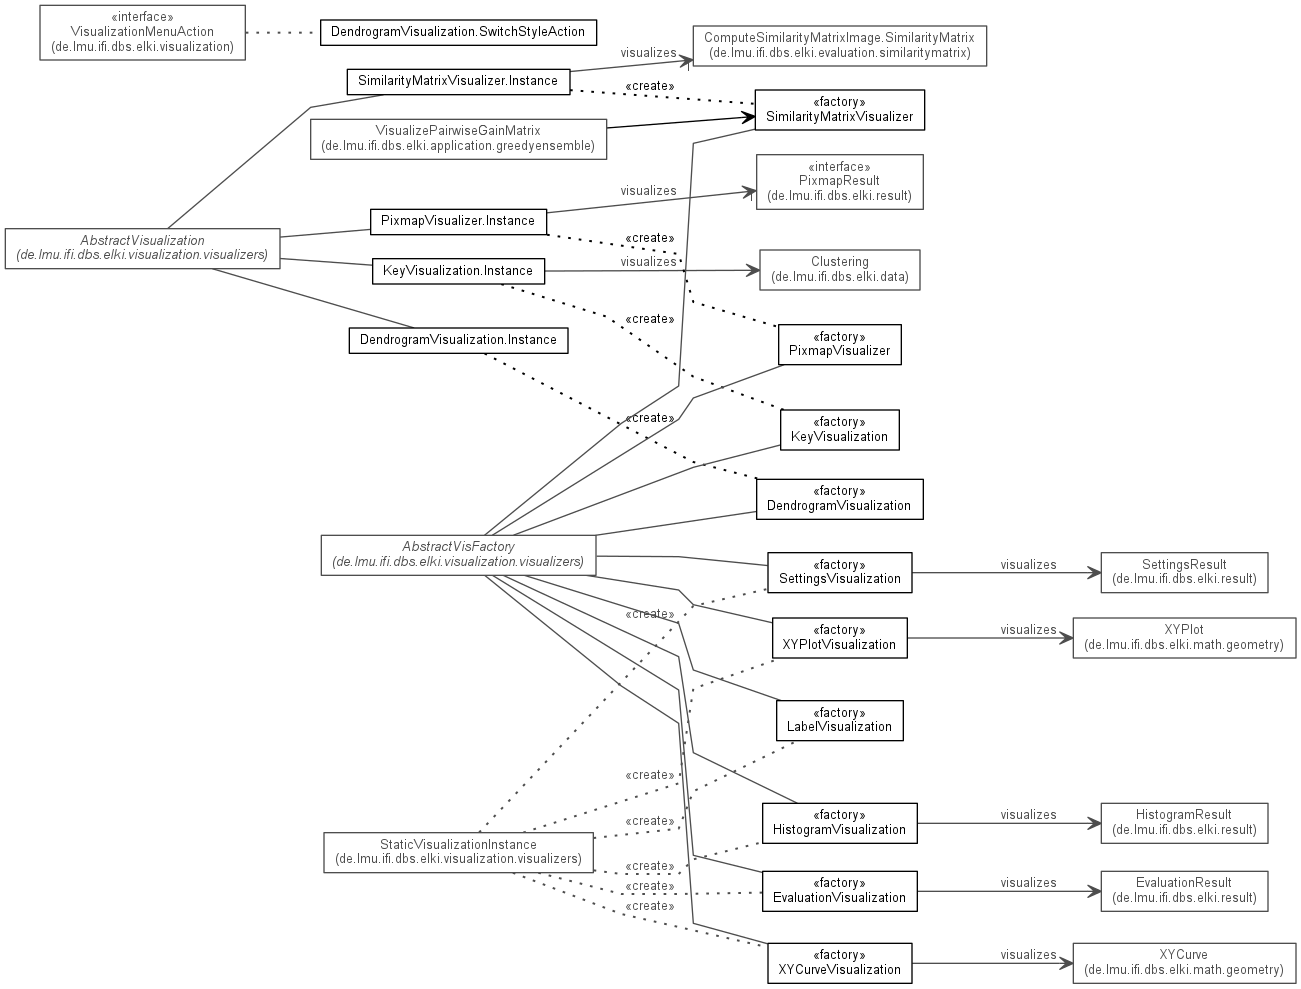 «interface»
VisualizationMenuAction
(de.lmu.ifi.dbs.elki.visualization)
DendrogramVisualization.SwitchStyleAction
visualizes
ComputeSimilarityMatrixImage.SimilarityMatrix
(de.lmu.ifi.dbs.elki.evaluation.similaritymatrix)
SimilarityMatrixVisualizer.Instance
«create»
«factory»
SimilarityMatrixVisualizer
VisualizePairwiseGainMatrix
(de.lmu.ifi.dbs.elki.application.greedyensemble)
«interface»
PixmapResult
(de.lmu.ifi.dbs.elki.result)
visualizes
PixmapVisualizer.Instance
AbstractVisualization
(de.lmu.ifi.dbs.elki.visualization.visualizers)
«create»
visualizes
KeyVisualization.Instance
Clustering
(de.lmu.ifi.dbs.elki.data)
«create»
DendrogramVisualization.Instance
«factory»
PixmapVisualizer
«create»
«factory»
KeyVisualization
«factory»
DendrogramVisualization
AbstractVisFactory
(de.lmu.ifi.dbs.elki.visualization.visualizers)
«factory»
SettingsVisualization
visualizes
SettingsResult
(de.lmu.ifi.dbs.elki.result)
«create»
«factory»
XYPlotVisualization
visualizes
XYPlot
(de.lmu.ifi.dbs.elki.math.geometry)
«factory»
LabelVisualization
«create»
«create»
«factory»
HistogramVisualization
visualizes
HistogramResult
(de.lmu.ifi.dbs.elki.result)
StaticVisualizationInstance
(de.lmu.ifi.dbs.elki.visualization.visualizers)
«create»
«create»
«create»
«factory»
EvaluationVisualization
visualizes
EvaluationResult
(de.lmu.ifi.dbs.elki.result)
«factory»
XYCurveVisualization
visualizes
XYCurve
(de.lmu.ifi.dbs.elki.math.geometry)